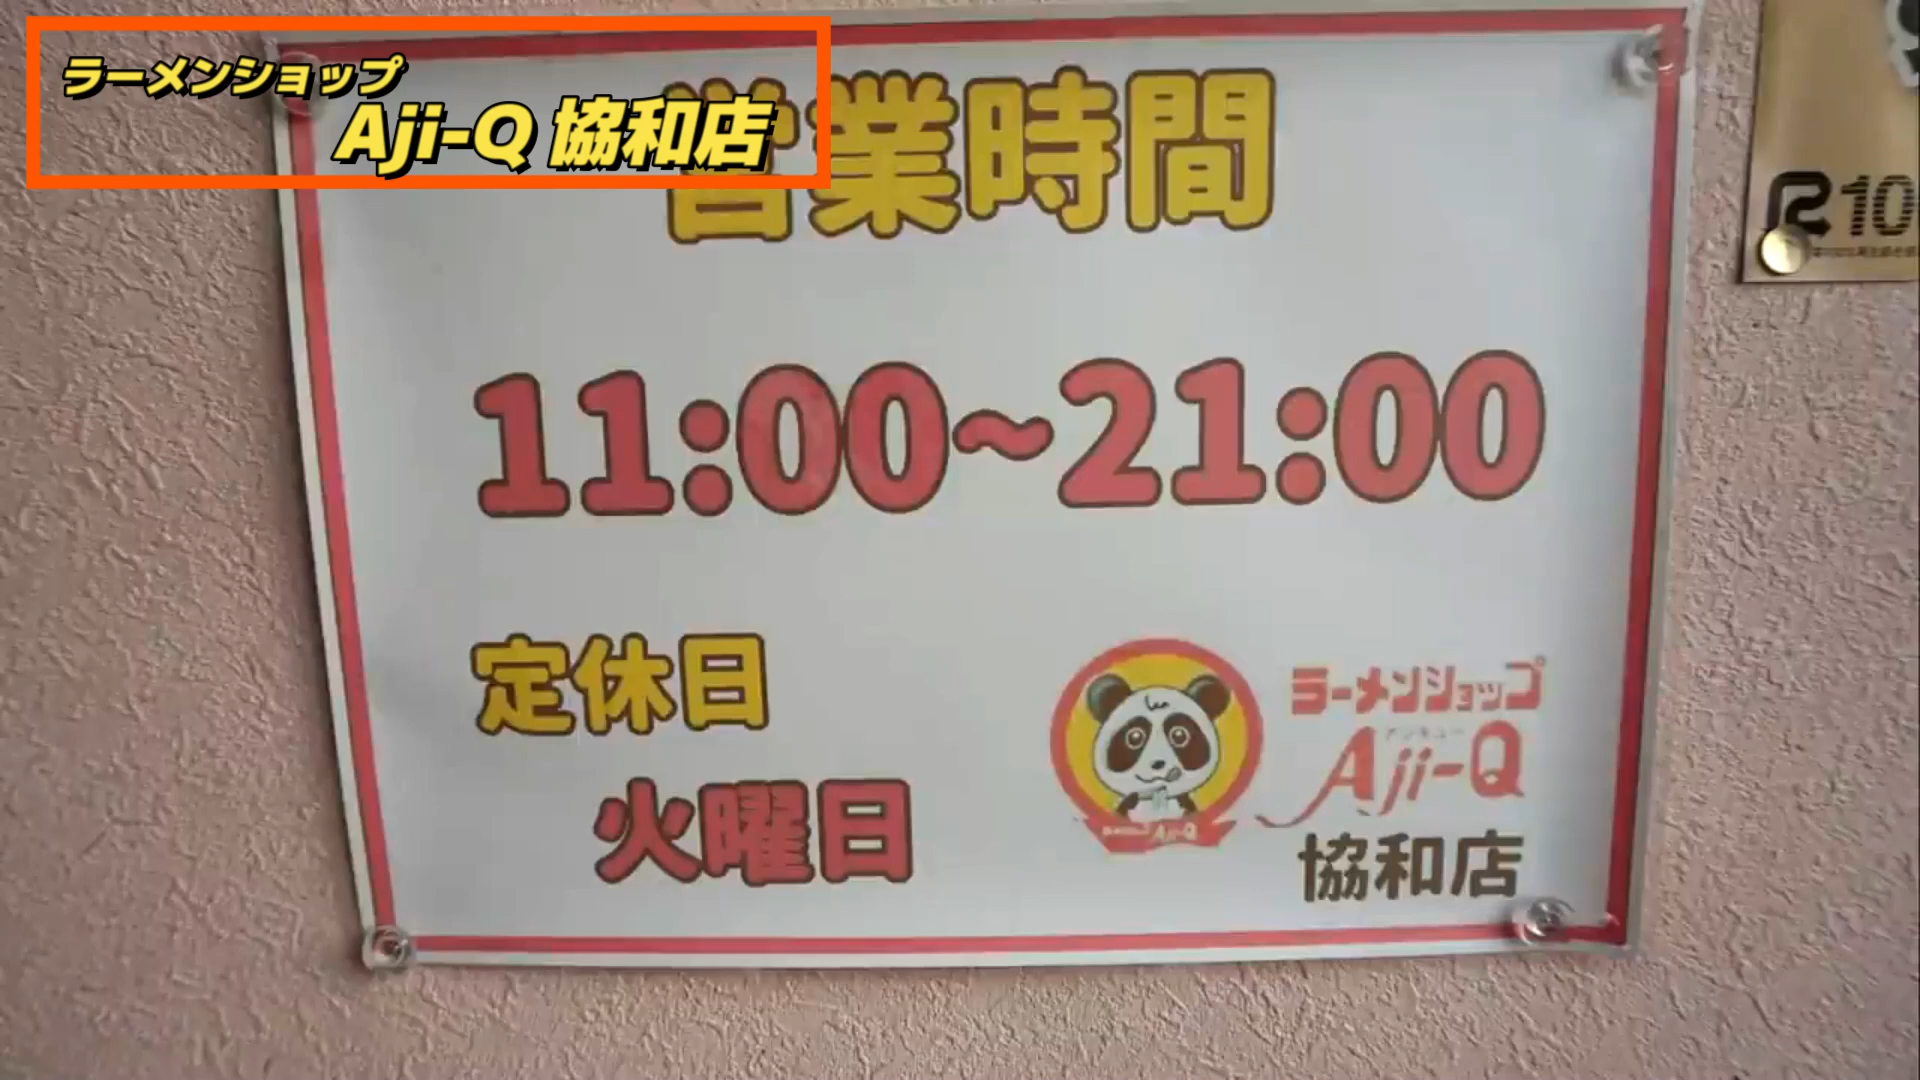 ラーメンショップ
Aji-Q 協和店
営業時間
11:00~21:00
定休日
火曜日
ラーメンショップ
Aji-Q
協和店
Aji-Q
R100